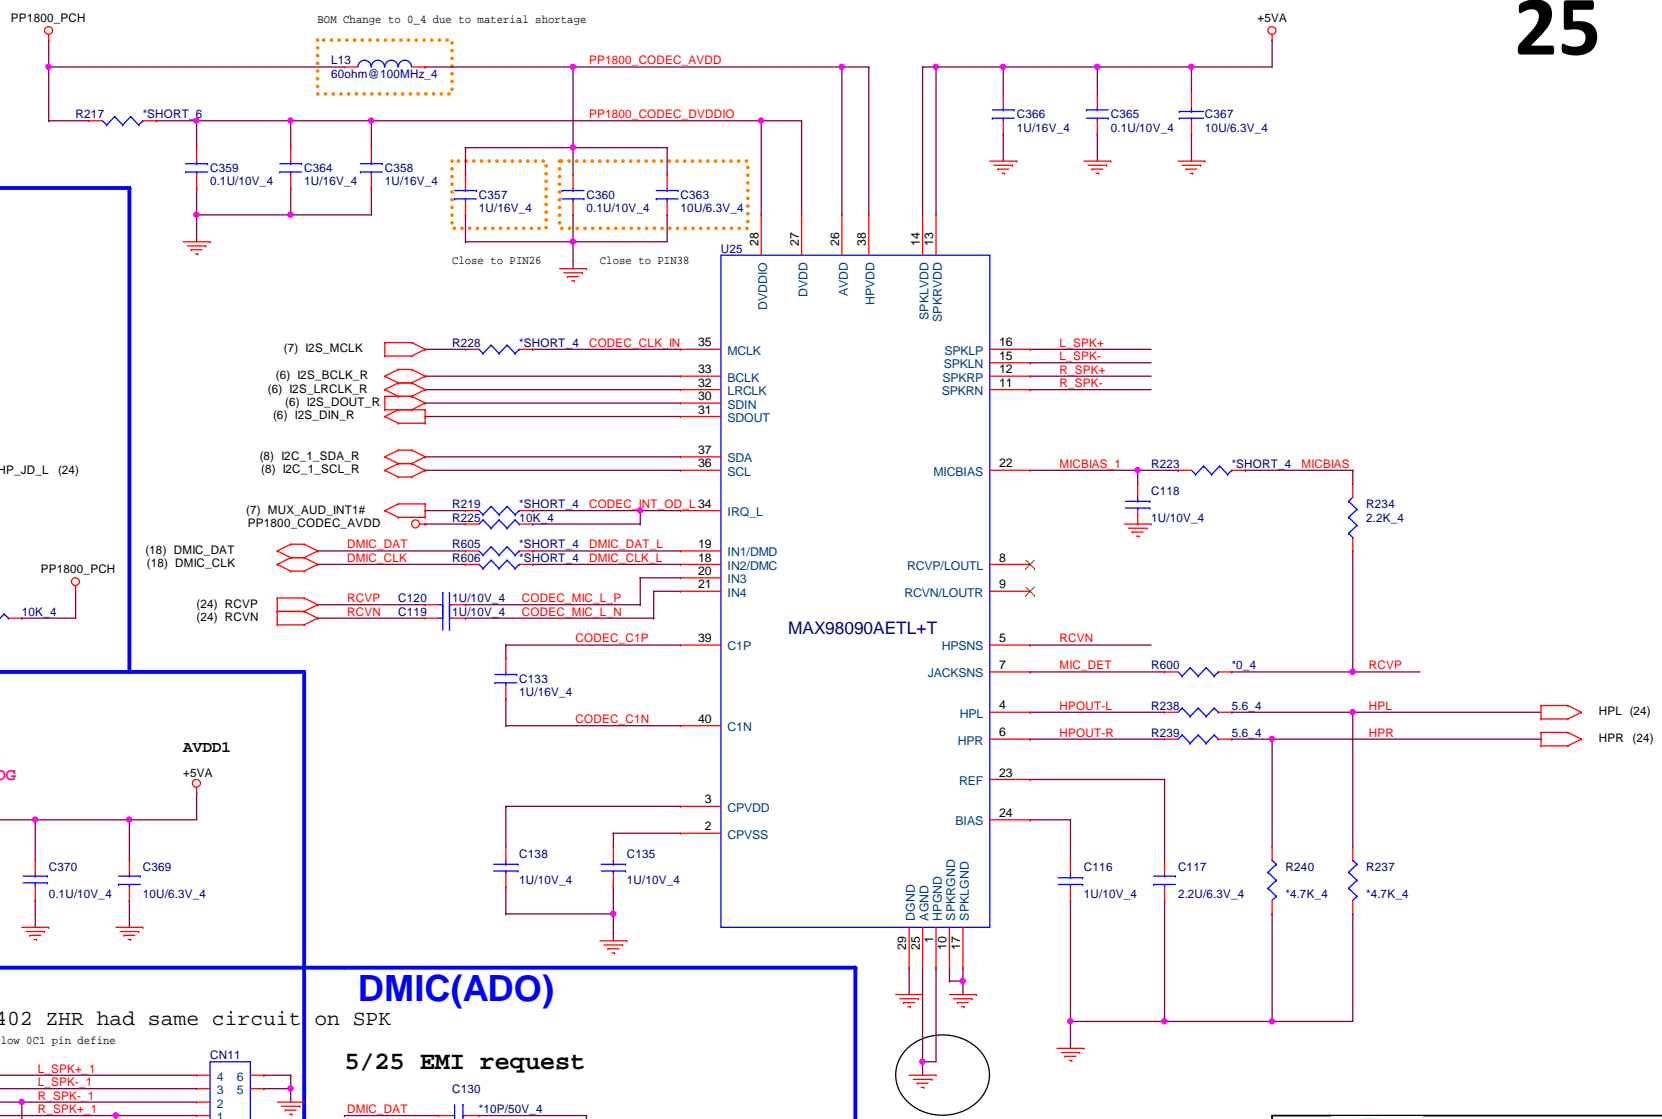 25
PP1800_PCH
BOM Change to 0_4 due to material shortage
+5VA
L13
60ohm@100MHz_4
PP1800_CODEC_AVDD
R217
*SHORT_6
PP1800_CODEC_DVDDIO
C366
1U/16V_4
C365
0.1U/10V_4
C367
10U/6.3V_4
C359
0.1U/10V_4
C364
1U/16V_4
C358
1U/16V_4
C357
1U/16V_4
C360
0.1U/10V_4
C363
10U/6.3V_4
Close to PIN26
Close to PIN38
U25
28
27
26
38
14
13
DVDDIO
DVDD
AVDD
HPVDD
SPKLVDD
SPKRVDD
(7) I2S_MCLK
R228
*SHORT_4
CODEC_CLK_IN
35
MCLK
(6) I2S_BCLK_R
33
BCLK
(6) I2S_LRCLK_R
32
LRCLK
(6) I2S_DOUT_R
30
SDIN
(6) I2S_DIN_R
31
SDOUT
(8) I2C_1_SDA_R
37
SDA
(8) I2C_1_SCL_R
36
SCL
(7) MUX_AUD_INT1#
R219
*SHORT_4
CODEC_INT_OD_L
34
IRQ_L
PP1800_CODEC_AVDD
R225
10K_4
(18) DMIC_DAT
DMIC_DAT
R605
*SHORT_4
DMIC_DAT_L
19
IN1/DMD
(18) DMIC_CLK
DMIC_CLK
R606
*SHORT_4
DMIC_CLK_L
18
IN2/DMC
20
IN3
21
IN4
(24) RCVP
RCVP
C120
1U/10V_4
CODEC_MIC_L_P
(24) RCVN
RCVN
C119
1U/10V_4
CODEC_MIC_L_N
MAX98090AETL+T
CODEC_C1P
39
C1P
C133
1U/16V_4
CODEC_C1N
40
C1N
3
CPVDD
2
CPVSS
C138
1U/10V_4
C135
1U/10V_4
SPKLP
16
L_SPK+
SPKLN
15
L_SPK-
SPKRP
12
R_SPK+
SPKRN
11
R_SPK-
MICBIAS
22
MICBIAS_1
R223
*SHORT_4
MICBIAS
C118
1U/10V_4
R234
2.2K_4
RCVP/LOUTL
8
RCVN/LOUTR
9
HPSNS
5
RCVN
JACKSNS
7
MIC_DET
R600
*0_4
RCVP
HPL
4
HPOUT-L
R238
5.6_4
HPL
HPL (24)
HPR
6
HPOUT-R
R239
5.6_4
HPR
HPR (24)
REF
23
BIAS
24
C116
1U/10V_4
C117
2.2U/6.3V_4
R240
*4.7K_4
R237
*4.7K_4
DGND
AGND
HPGND
SPKRGND
SPKLGND
29
25
1
10
17
HP_JD_L (24)
PP1800_PCH
10K_4
AVDD1
+5VA
OG
C370
0.1U/10V_4
C369
10U/6.3V_4
DMIC(ADO)
402 ZHR had same circuit on SPK
low 0C1 pin define
5/25 EMI request
CN11
L_SPK+_1
4
6
L_SPK-_1
3
5
R_SPK-_1
2
R_SPK+_1
1
C130
DMIC_DAT
*10P/50V_4